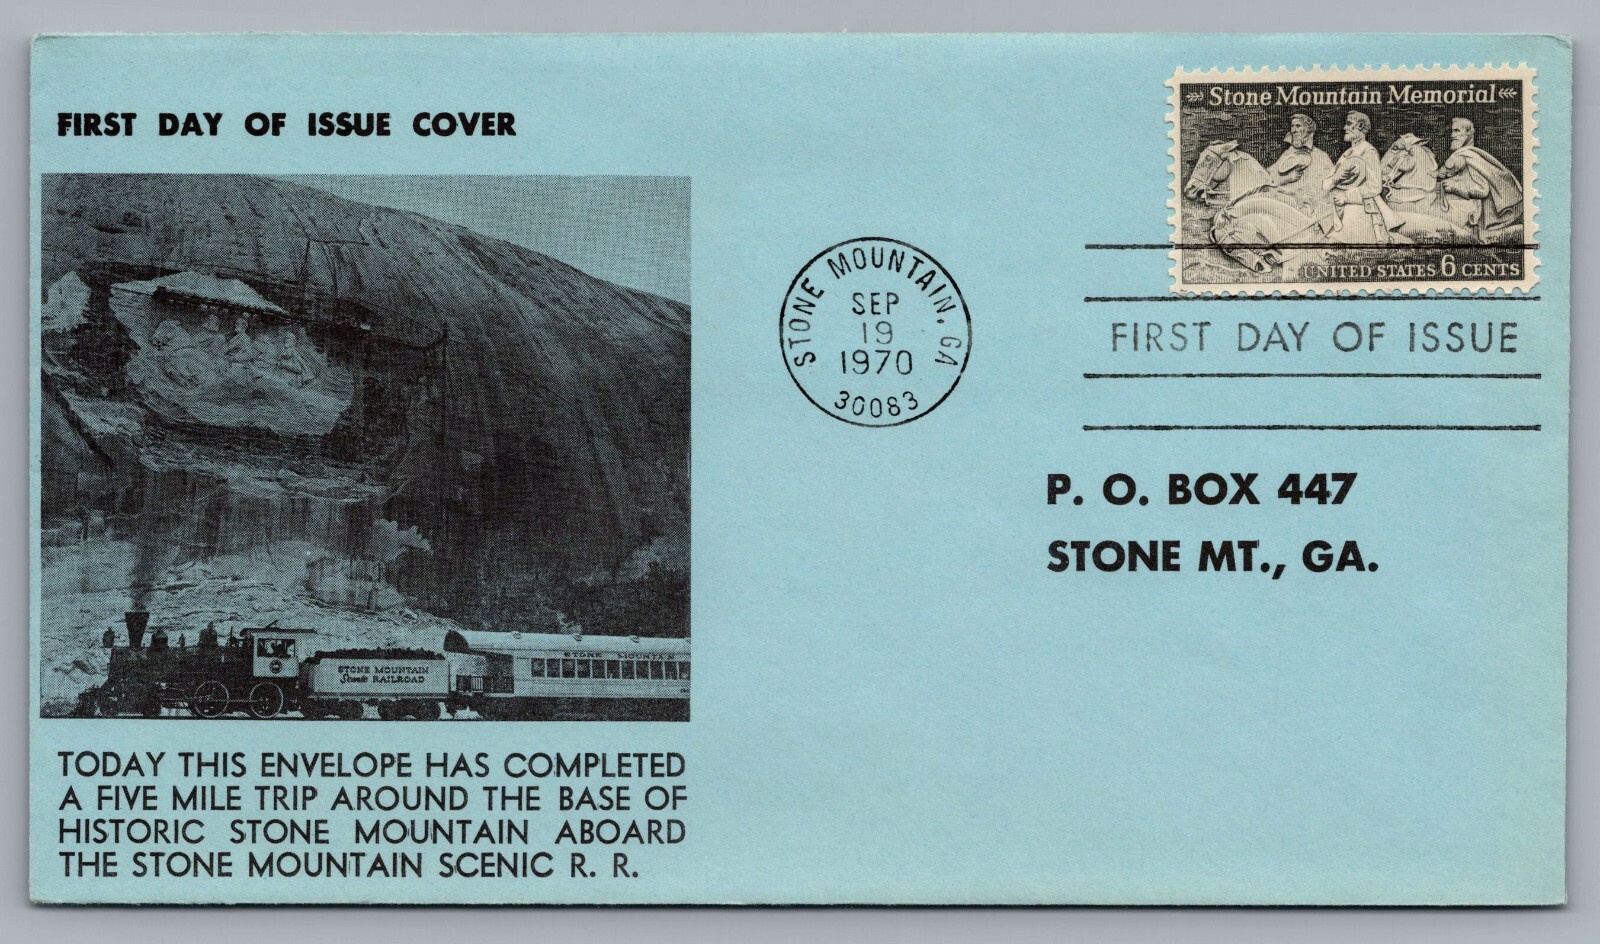 FIRST DAY OF ISSUE COVER
Stone Mountain Memorial
UNITED STATES 6 CENTS
STONE MOUNTAIN, GA
SEP
19
1970
30083
FIRST DAY OF ISSUE
P. O. BOX 447
STONE MT., GA.
STONE MOUNTAIN
Scenic RAILROAD
STONE MOUNTAIN
TODAY THIS ENVELOPE HAS COMPLETED
A FIVE MILE TRIP AROUND THE BASE OF
HISTORIC STONE MOUNTAIN ABOARD
THE STONE MOUNTAIN SCENIC R. R.